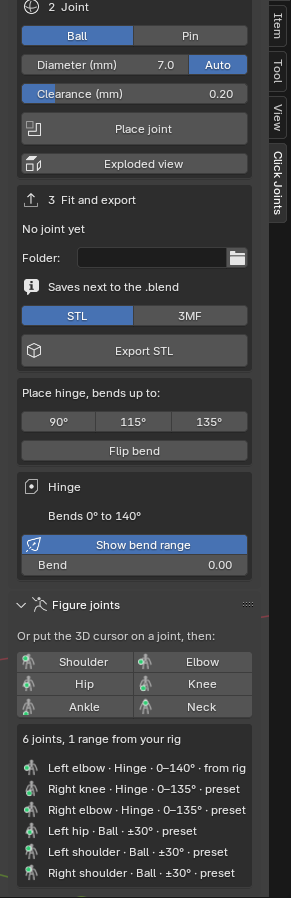 2 Joint
Ball Pin
Diameter (mm) 7.0 Auto
Clearance (mm) 0.20
Place joint
Exploded view
3 Fit and export
No joint yet
Folder:
Saves next to the .blend
STL 3MF
Export STL
Place hinge, bends up to:
90° 115° 135°
Flip bend
Hinge
Bends 0° to 140°
Show bend range
Bend 0.00
Figure joints
Or put the 3D cursor on a joint, then:
Shoulder Elbow
Hip Knee
Ankle Neck
6 joints, 1 range from your rig
Left elbow · Hinge · 0–140° · from rig
Right knee · Hinge · 0–135° · preset
Right elbow · Hinge · 0–135° · preset
Left hip · Ball · ±30° · preset
Left shoulder · Ball · ±30° · preset
Right shoulder · Ball · ±30° · preset
Item
Tool
View
Click Joints